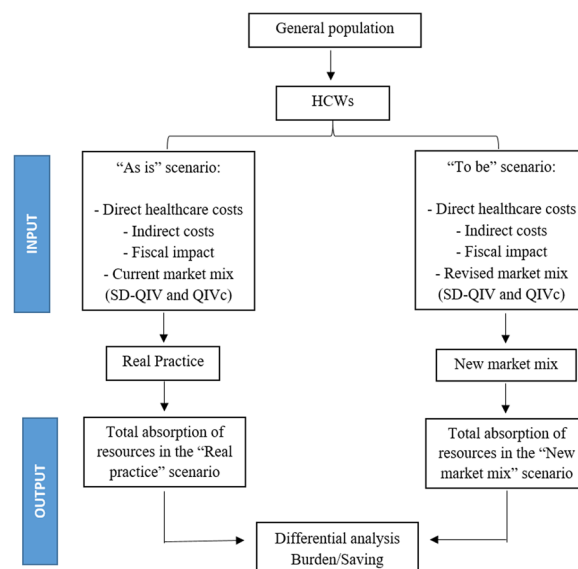 General population
HCWs
INPUT
“As is” scenario:
- Direct healthcare costs
- Indirect costs
- Fiscal impact
- Current market mix
(SD-QIV and QIVc)
“To be” scenario:
- Direct healthcare costs
- Indirect costs
- Fiscal impact
- Revised market mix
(SD-QIV and QIVc)
Real Practice
New market mix
OUTPUT
Total absorption of
resources in the “Real
practice” scenario
Total absorption of
resources in the “New
market mix” scenario
Differential analysis
Burden/Saving